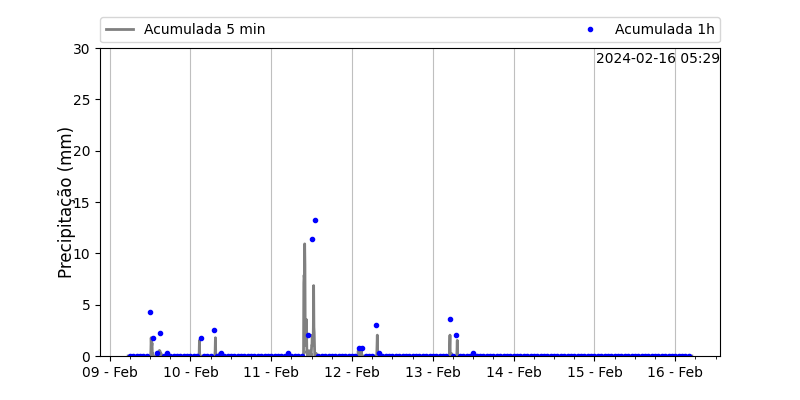 Acumulada 5 min
Acumulada 1h
2024-02-16 05:29
Precipitação (mm)
30
25
20
15
10
5
0
09 - Feb
10 - Feb
11 - Feb
12 - Feb
13 - Feb
14 - Feb
15 - Feb
16 - Feb